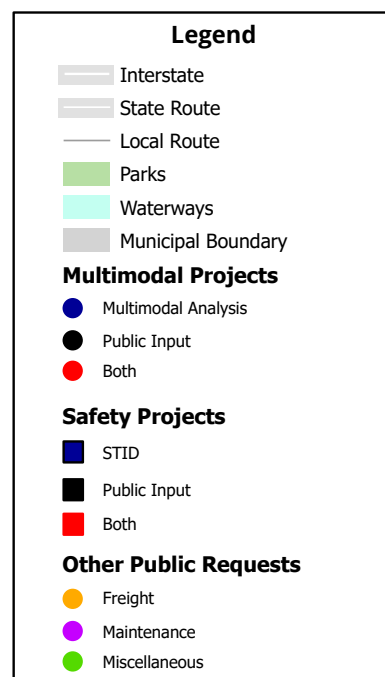 Legend
Interstate
State Route
Local Route
Parks
Waterways
Municipal Boundary
Multimodal Projects
Multimodal Analysis
Public Input
Both
Safety Projects
STID
Public Input
Both
Other Public Requests
Freight
Maintenance
Miscellaneous